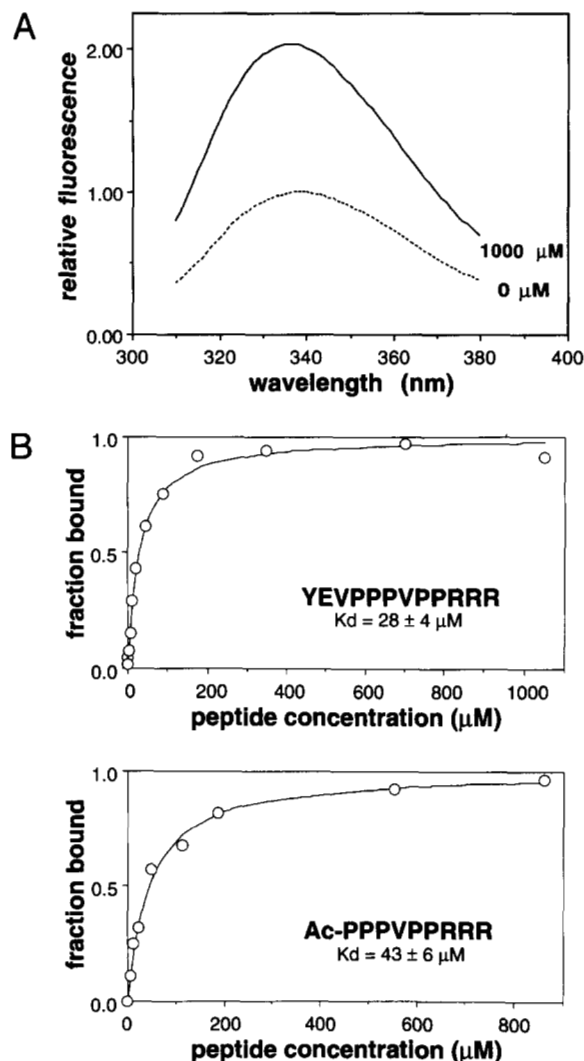 A
relative fluorescence
2.00
1.00
0.00
1000 µM
0 µM
300 320 340 360 380 400
wavelength (nm)
B
fraction bound
1.0
0.5
0.0
YEVPPPVPPRRR
Kd = 28 ± 4 µM
0 200 400 600 800 1000
peptide concentration (µM)
fraction bound
1.0
0.5
0.0
Ac-PPPVPPRRR
Kd = 43 ± 6 µM
0 200 400 600 800
peptide concentration (µM)